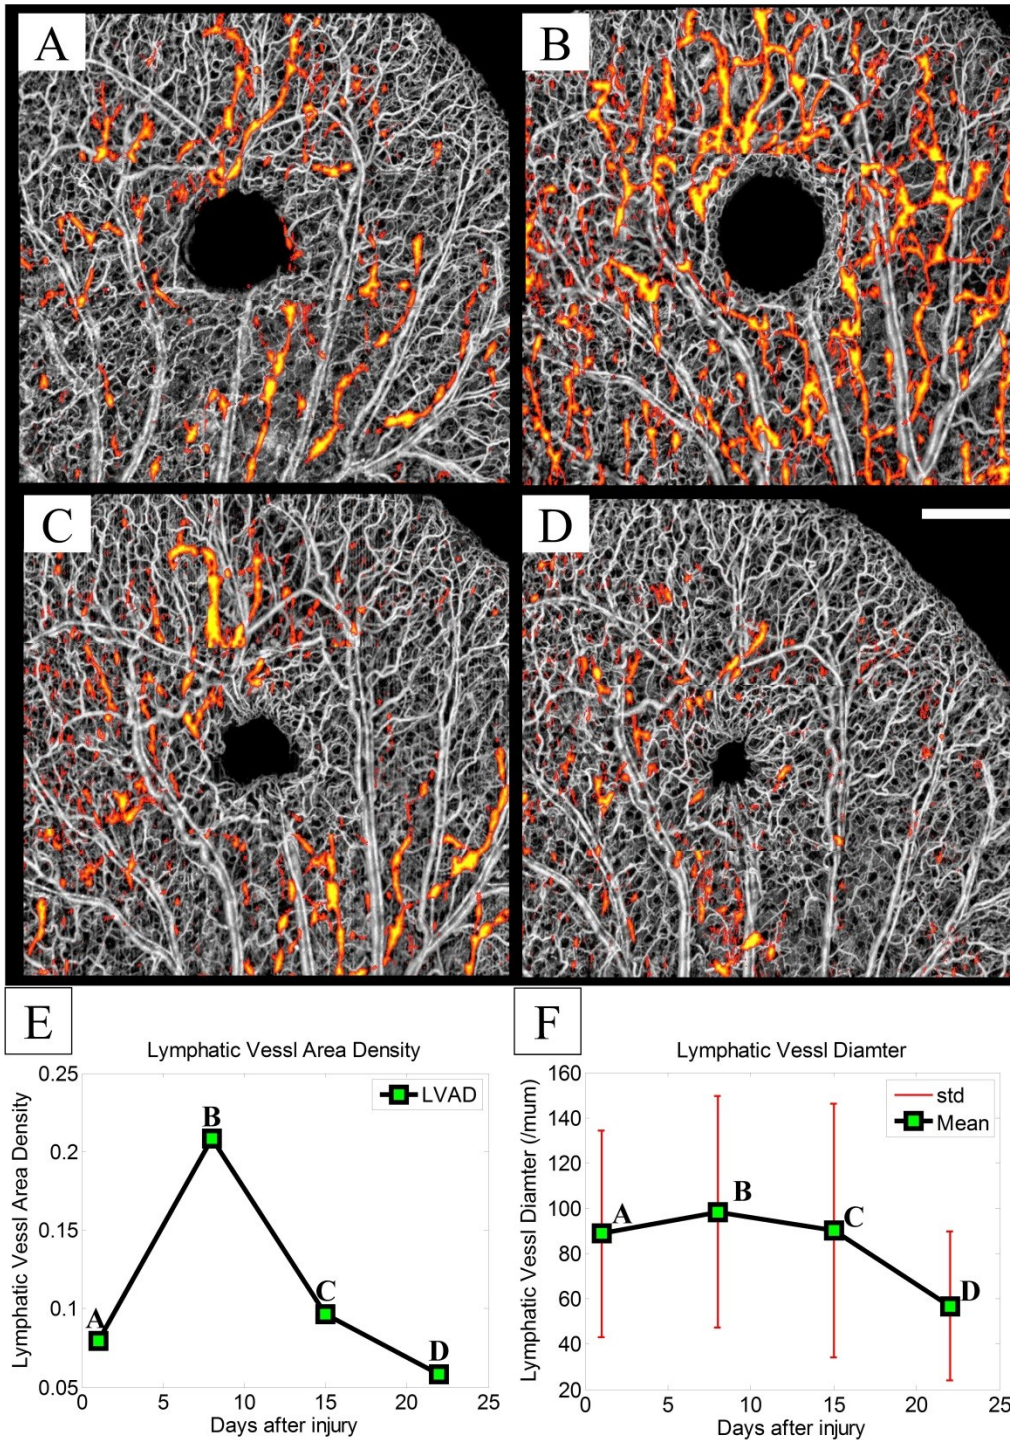 A
B
C
D
E
F
Lymphatic Vessl Area Density
Lymphatic Vessl Area Density
0.25
0.2
0.15
0.1
0.05
LVAD
A
B
C
D
0 5 10 15 20 25
Days after injury
Lymphatic Vessl Diamter
Lymphatic Vessl Diamter (/mum)
160
140
120
100
80
60
40
20
std
Mean
A
B
C
D
0 5 10 15 20 25
Days after injury